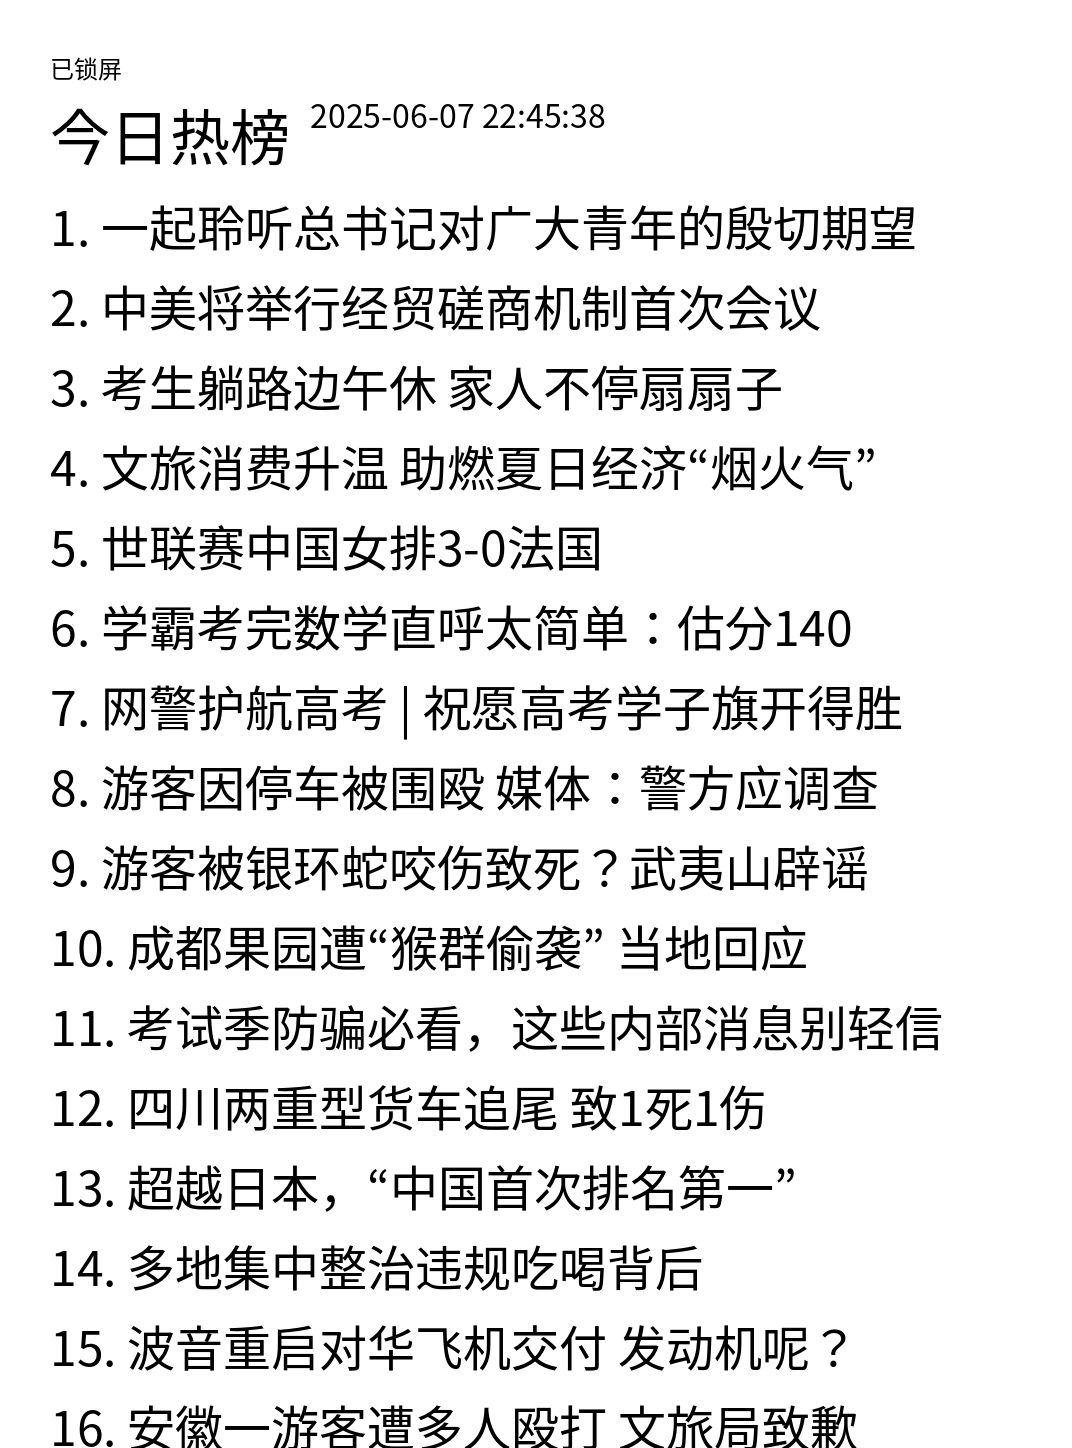 已锁屏
今日热榜 2025-06-07 22:45:38
1. 一起聆听总书记对广大青年的殷切期望
2. 中美将举行经贸磋商机制首次会议
3. 考生躺路边午休 家人不停扇扇子
4. 文旅消费升温 助燃夏日经济“烟火气”
5. 世联赛中国女排3-0法国
6. 学霸考完数学直呼太简单：估分140
7. 网警护航高考 | 祝愿高考学子旗开得胜
8. 游客因停车被围殴 媒体：警方应调查
9. 游客被银环蛇咬伤致死？武夷山辟谣
10. 成都果园遭“猴群偷袭” 当地回应
11. 考试季防骗必看，这些内部消息别轻信
12. 四川两重型货车追尾 致1死1伤
13. 超越日本，“中国首次排名第一”
14. 多地集中整治违规吃喝背后
15. 波音重启对华飞机交付 发动机呢？
16. 安徽一游客遭多人殴打 文旅局致歉